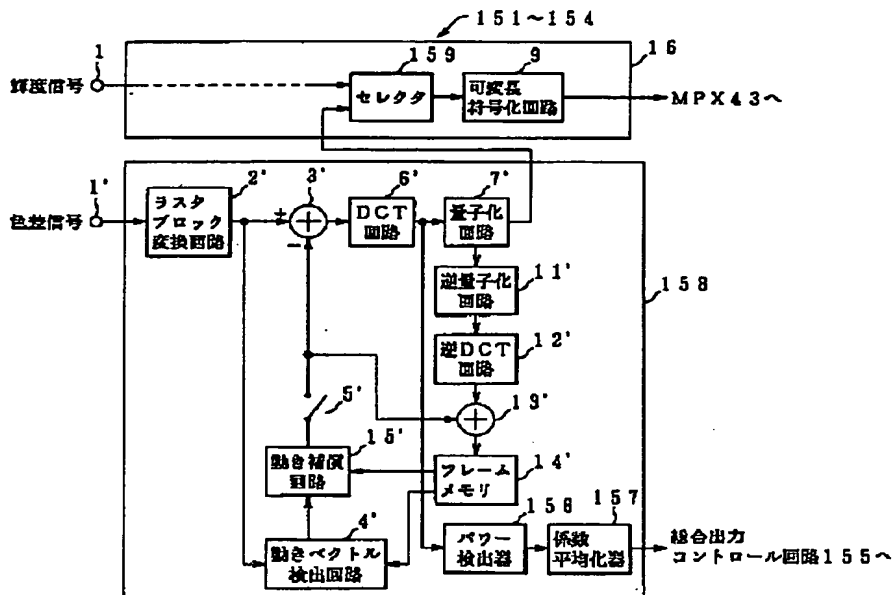 151～154
1
159
9
16
輝度信号
セレクタ
可変長
符号化回路
MPX43へ
1'
2'
3'
6'
7'
色差信号
ラスタ
ブロック
変換回路
+
-
DCT
回路
量子化
回路
11'
逆量子化
回路
158
12'
逆DCT
回路
5'
19'
15'
動き補償
回路
14'
フレーム
メモリ
4'
156
157
動きベクトル
検出回路
パワー
検出器
係数
平均化器
総合出力
コントロール回路155へ